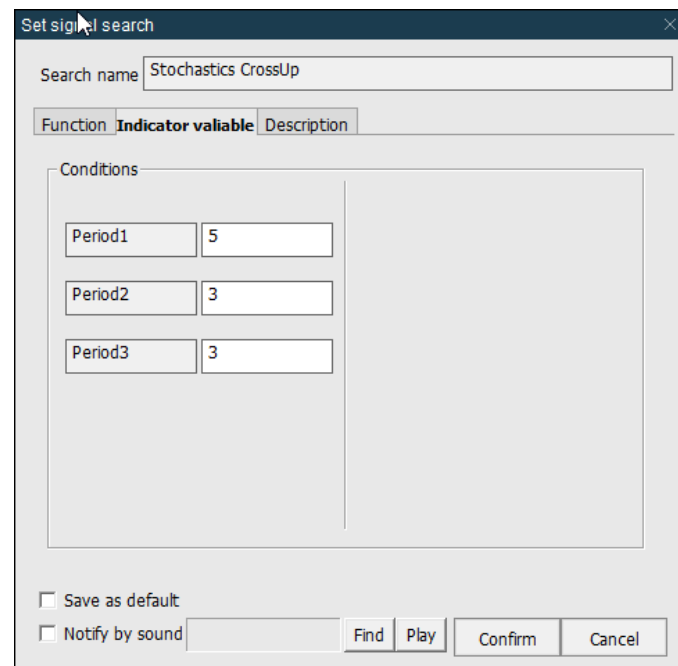 Set signal search
Search name Stochastics CrossUp
Function Indicator valiable Description
Conditions
Period1 5
Period2 3
Period3 3
Save as default
Notify by sound Find Play Confirm Cancel